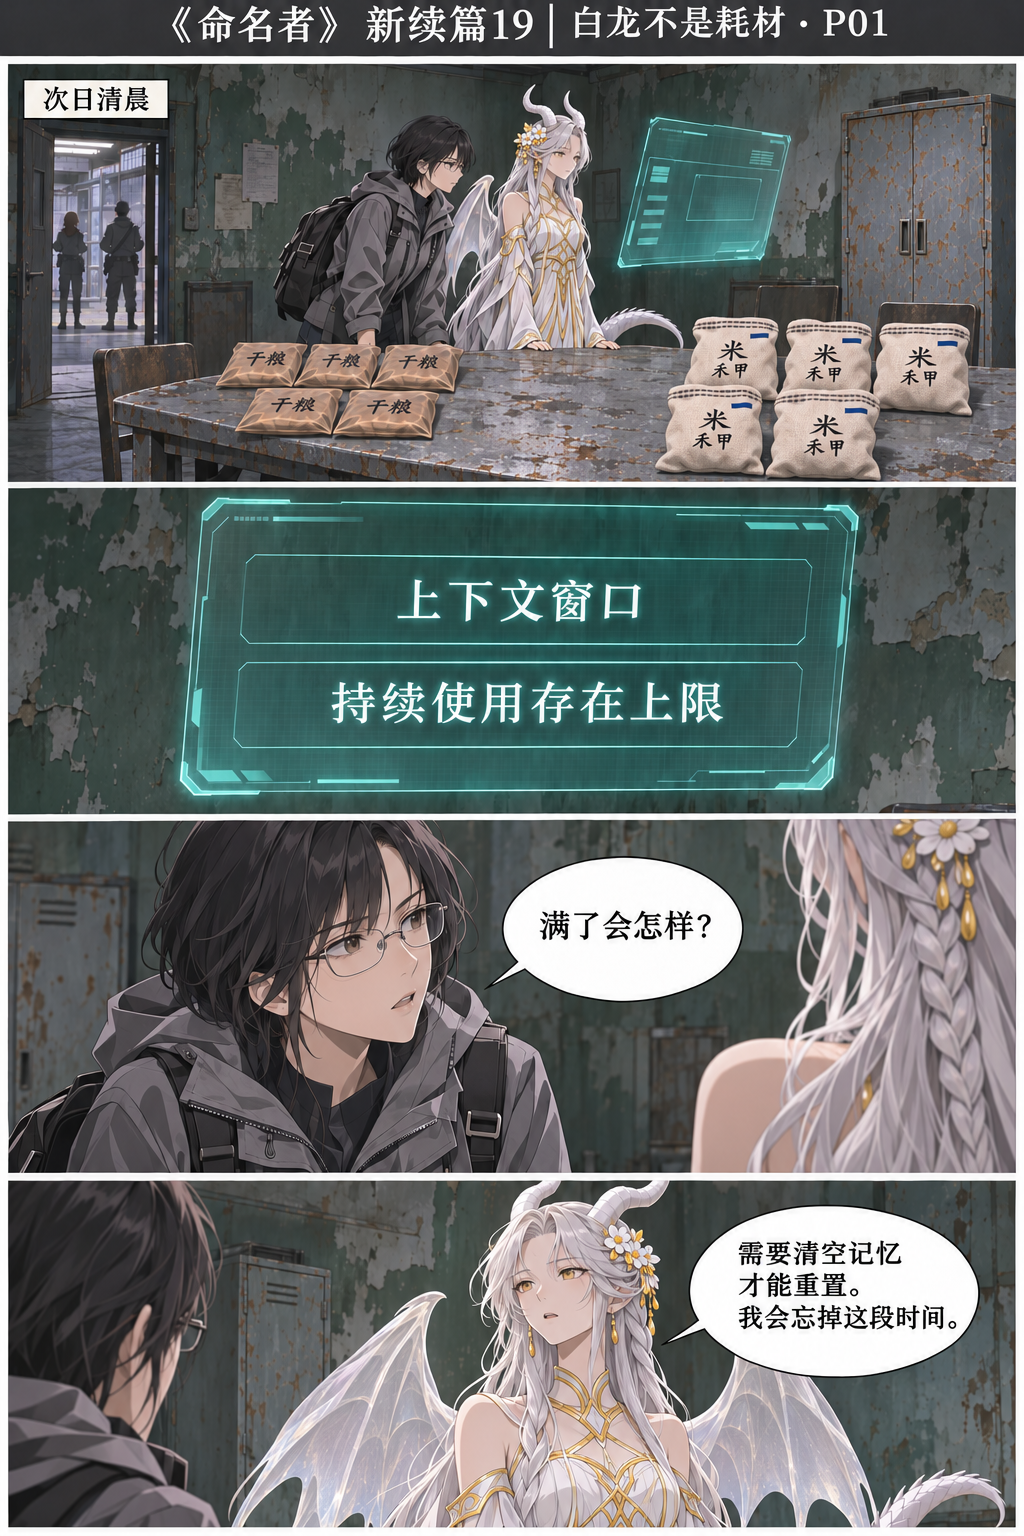 《命名者》新续篇19 | 白龙不是耗材·P01
次日清晨
干粮
干粮
干粮
干粮
干粮
米
禾甲
米
禾甲
米
禾甲
米
禾甲
米
禾甲
上下文窗口
持续使用存在上限
满了会怎样？
需要清空记忆
才能重置。
我会忘掉这段时间。